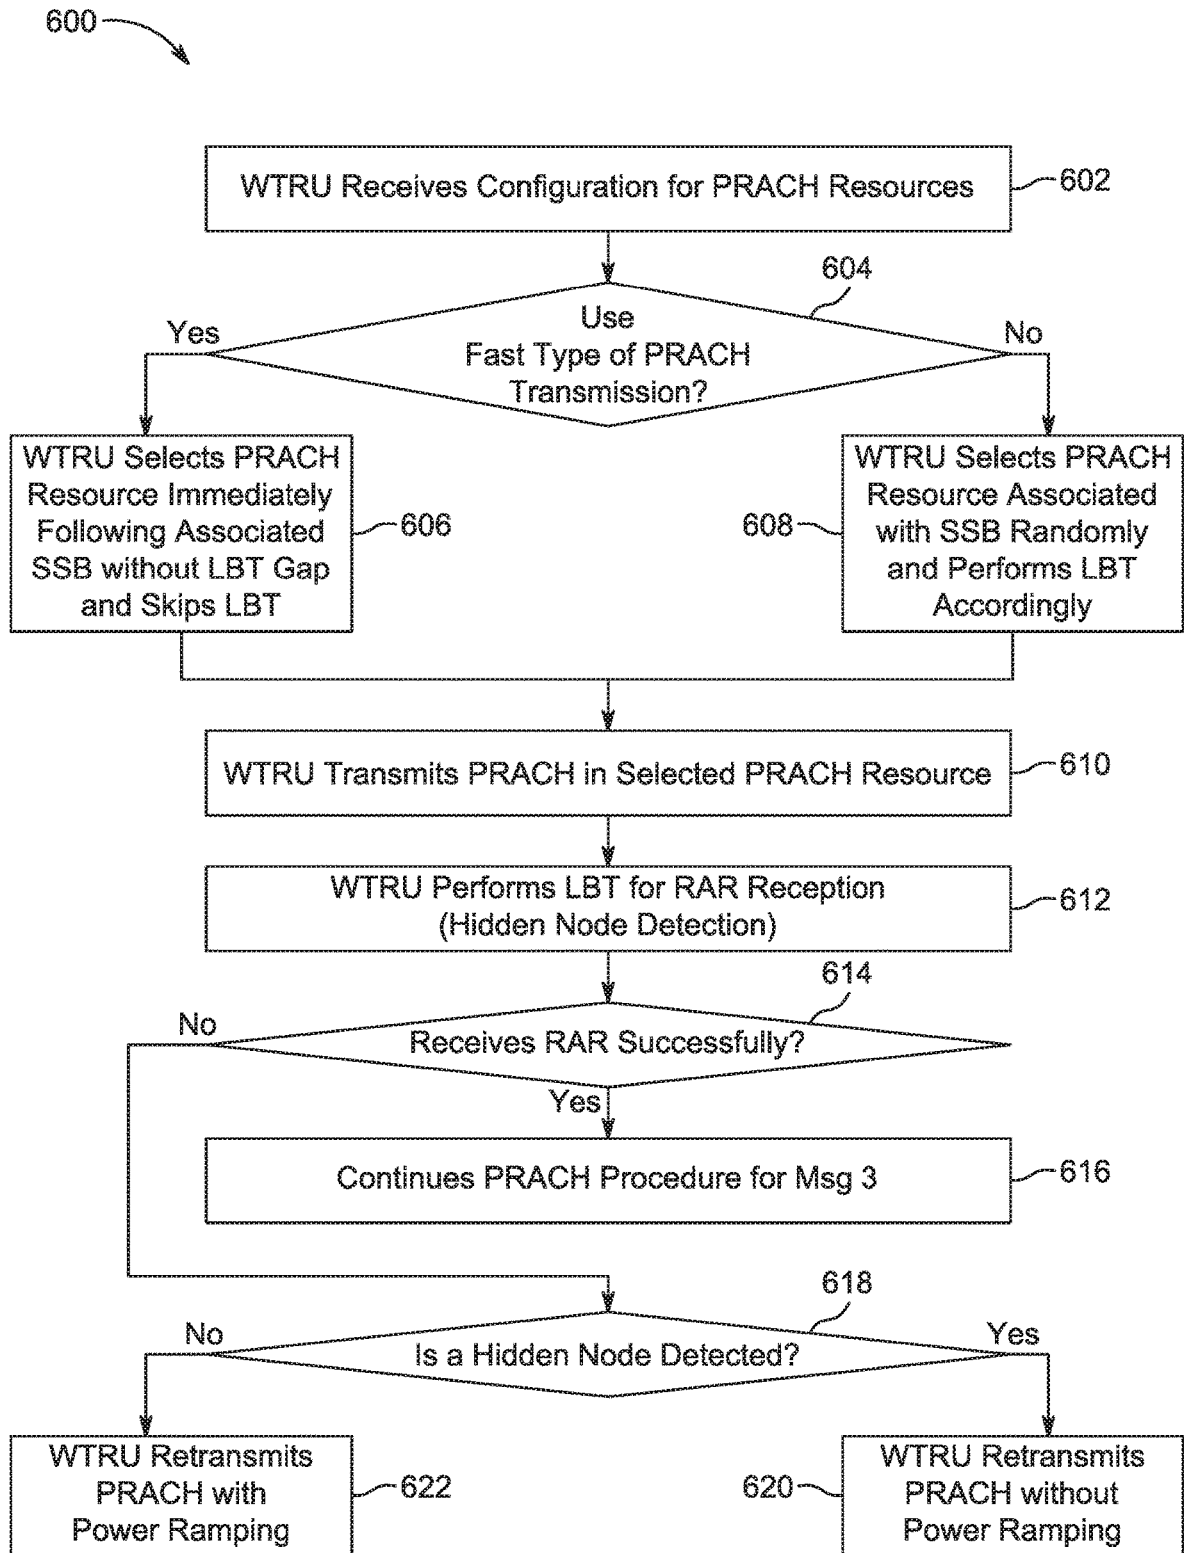 600
WTRU Receives Configuration for PRACH Resources
602
604
Use
Fast Type of PRACH
Transmission?
Yes
No
WTRU Selects PRACH
Resource Immediately
Following Associated
SSB without LBT Gap
and Skips LBT
606
WTRU Selects PRACH
Resource Associated
with SSB Randomly
and Performs LBT
Accordingly
608
WTRU Transmits PRACH in Selected PRACH Resource
610
WTRU Performs LBT for RAR Reception
(Hidden Node Detection)
612
614
No
Receives RAR Successfully?
Yes
Continues PRACH Procedure for Msg 3
616
618
No
Is a Hidden Node Detected?
Yes
WTRU Retransmits
PRACH with
Power Ramping
622
WTRU Retransmits
PRACH without
Power Ramping
620